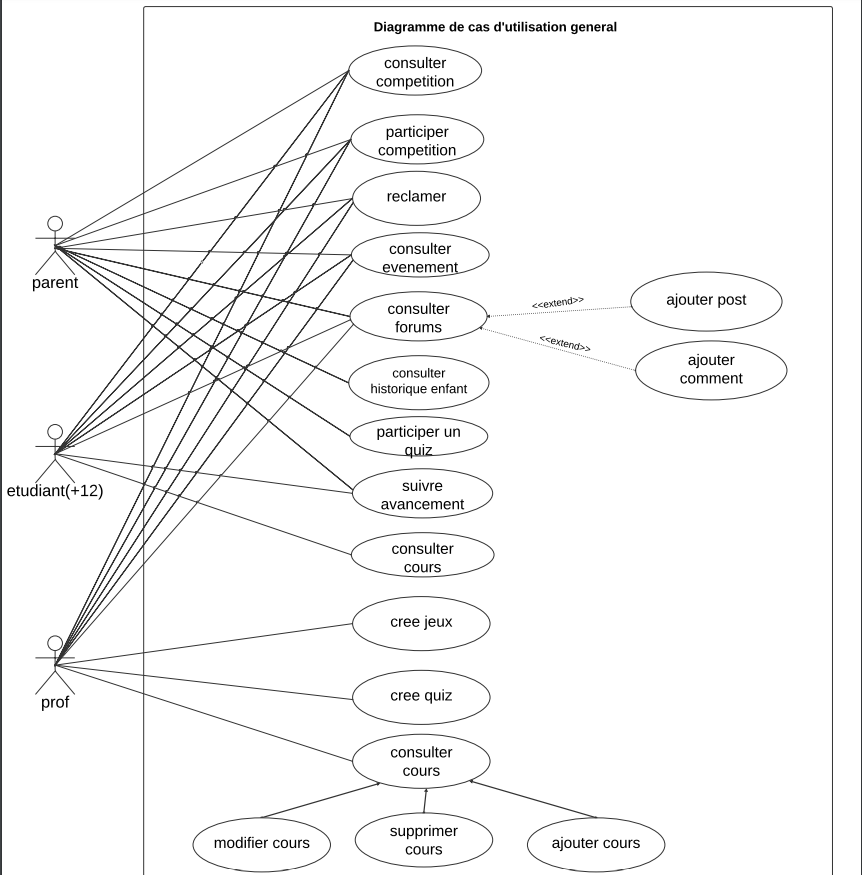 Diagramme de cas d'utilisation general
consulter
competition
participer
competition
reclamer
consulter
evenement
parent
consulter
forums
<<extend>>
ajouter post
<<extend>>
ajouter
comment
consulter
historique enfant
participer un
quiz
etudiant(+12)
suivre
avancement
consulter
cours
cree jeux
prof
cree quiz
consulter
cours
modifier cours
supprimer
cours
ajouter cours